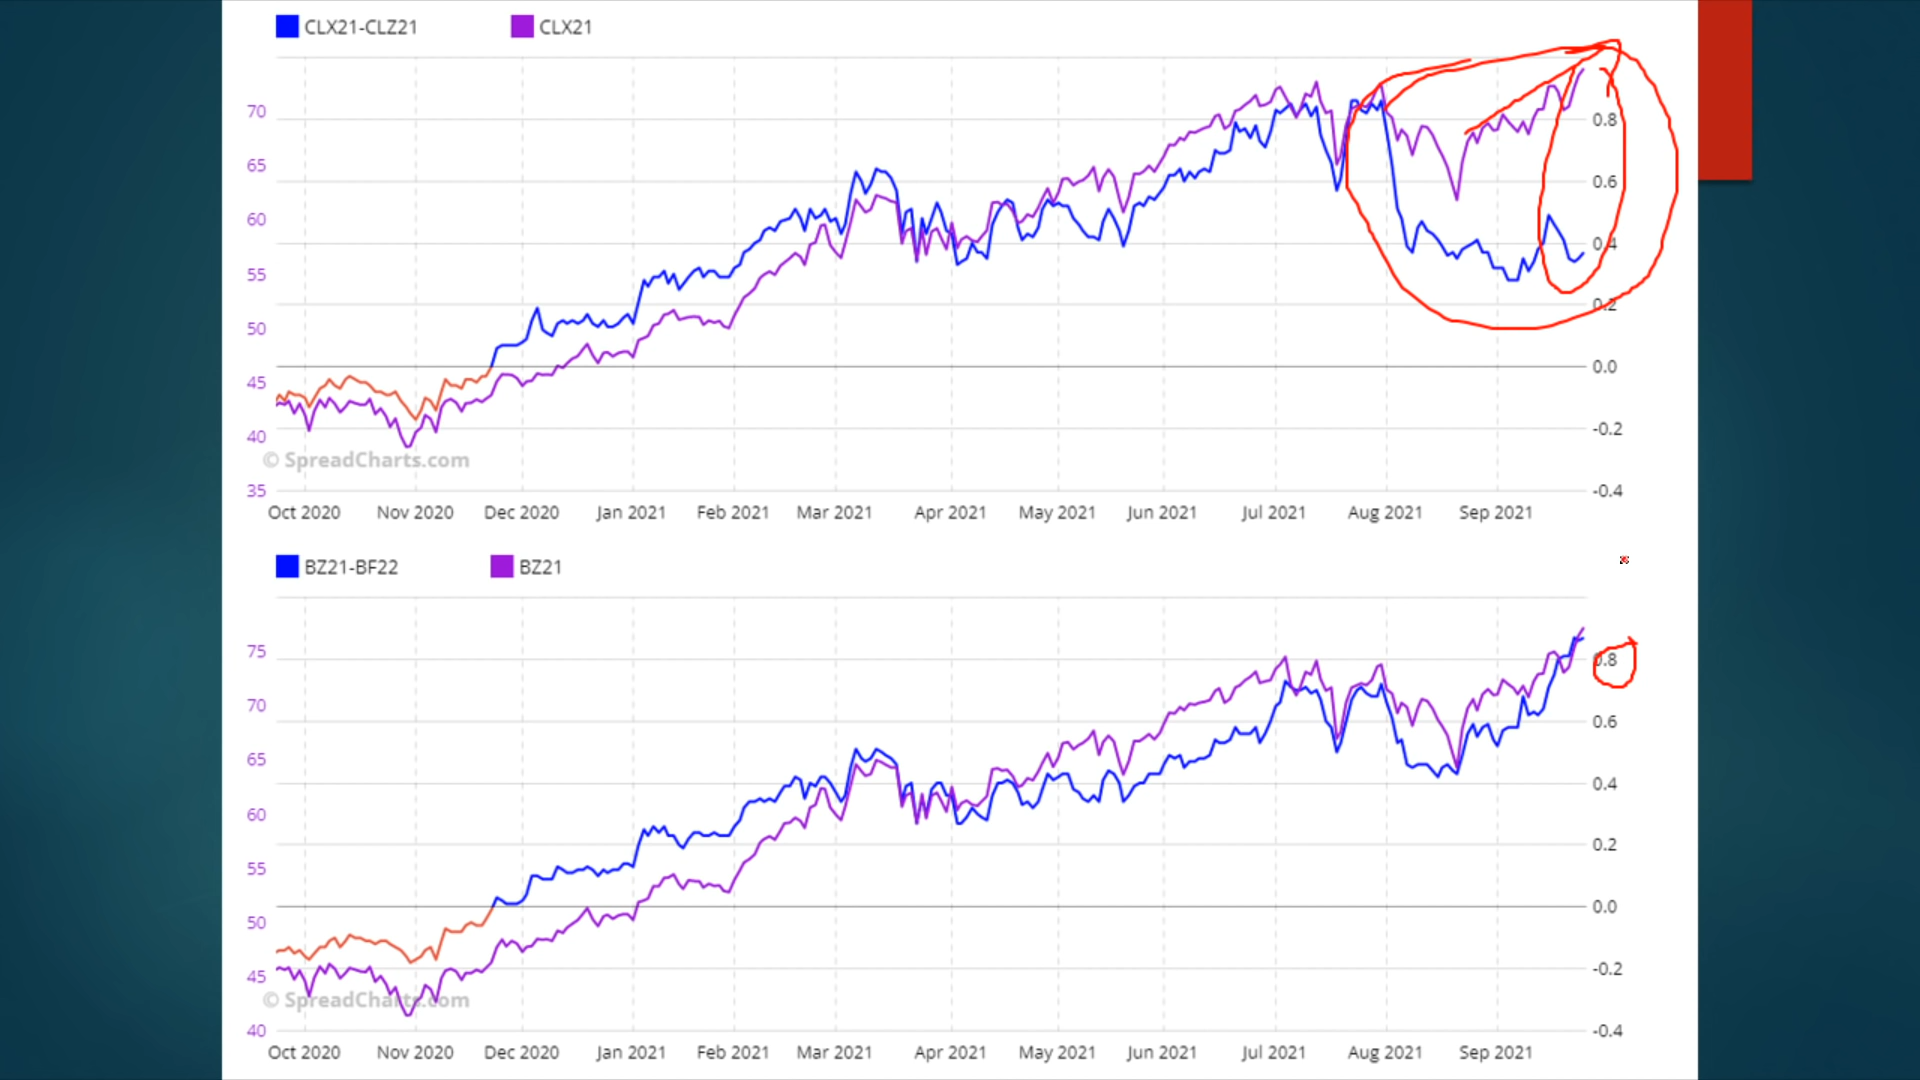 CLX21-CLZ21 CLX21
70 0.8
65 0.6
60 0.4
55 0.2
50 0.0
45 -0.2
40 -0.4
35
© SpreadCharts.com
Oct 2020 Nov 2020 Dec 2020 Jan 2021 Feb 2021 Mar 2021 Apr 2021 May 2021 Jun 2021 Jul 2021 Aug 2021 Sep 2021
BZ21-BF22 BZ21
75 0.8
70 0.6
65 0.4
60 0.2
55 0.0
50 -0.2
45 -0.4
40
© SpreadCharts.com
Oct 2020 Nov 2020 Dec 2020 Jan 2021 Feb 2021 Mar 2021 Apr 2021 May 2021 Jun 2021 Jul 2021 Aug 2021 Sep 2021